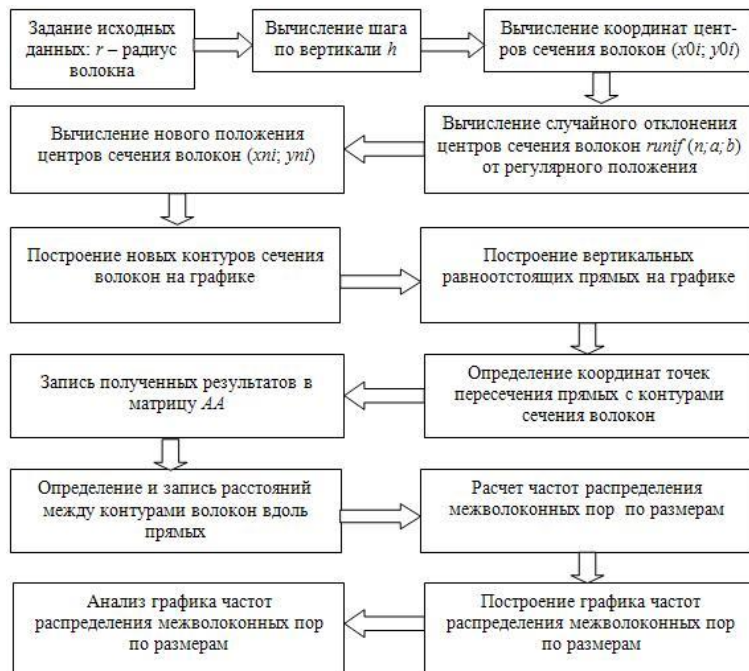 Задание исходных
данных: r – радиус
волокна
Вычисление шага
по вертикали h
Вычисление координат цент-
ров сечения волокон (x0i; y0i)
Вычисление случайного отклонения
центров сечения волокон runif (n; a; b)
от регулярного положения
Вычисление нового положения
центров сечения волокон (xni; yni)
Построение новых контуров сечения
волокон на графике
Построение вертикальных
равноотстоящих прямых на графике
Определение координат точек
пересечения прямых с контурами
сечения волокон
Запись полученных результатов в
матрицу AA
Определение и запись расстояний
между контурами волокон вдоль
прямых
Расчет частот распределения
межволоконных пор по размерам
Построение графика частот
распределения межволоконных пор
по размерам
Анализ графика частот
распределения межволоконных пор
по размерам